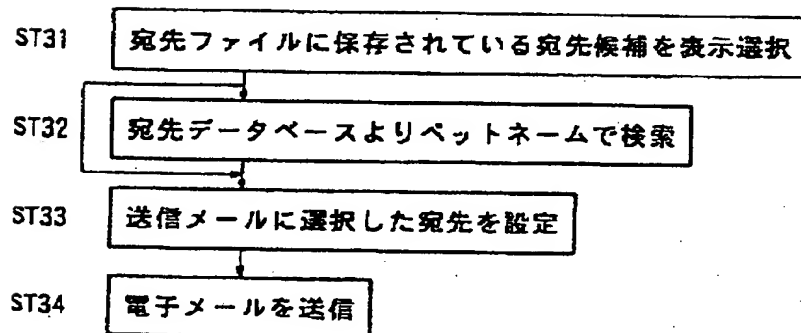 ST31 宛先ファイルに保存されている宛先候補を表示選択
ST32 宛先データベースよりペットネームで検索
ST33 送信メールに選択した宛先を設定
ST34 電子メールを送信